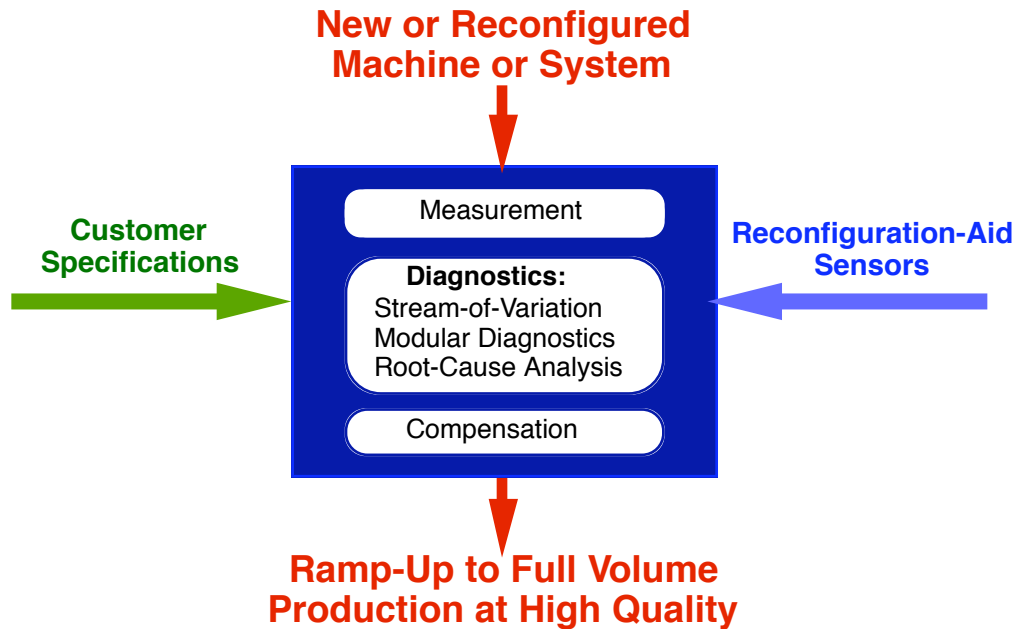 New or Reconfigured
Machine or System
Measurement
Customer
Specifications
Reconfiguration-Aid
Sensors
Diagnostics:
Stream-of-Variation
Modular Diagnostics
Root-Cause Analysis
Compensation
Ramp-Up to Full Volume
Production at High Quality